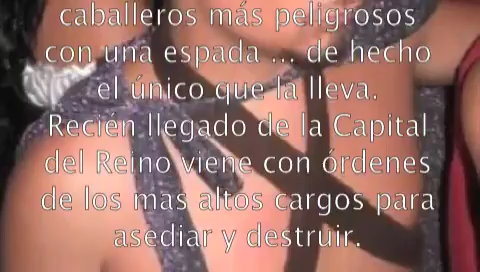 caballeros más peligrosos
con una espada ... de hecho
el único que la lleva.
Recién llegado de la Capital
del Reino viene con órdenes
de los mas altos cargos para
asediar y destruir.